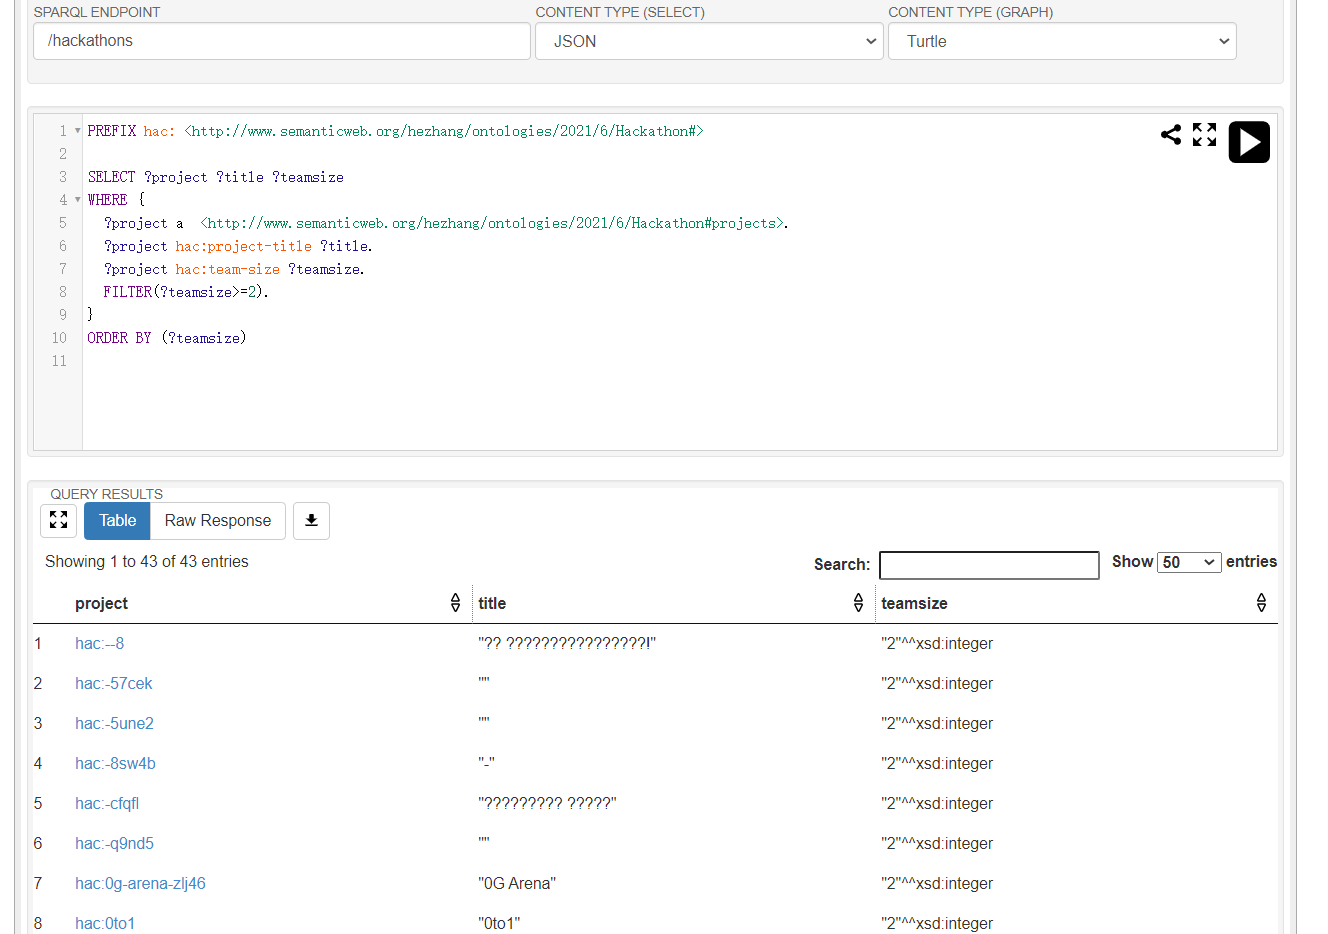 SPARQL ENDPOINT CONTENT TYPE (SELECT) CONTENT TYPE (GRAPH)
/hackathons JSON Turtle
1 PREFIX hac: <http://www.semanticweb.org/hezhang/ontologies/2021/6/Hackathon#>
2
3 SELECT ?project ?title ?teamsize
4 WHERE {
5 ?project a <http://www.semanticweb.org/hezhang/ontologies/2021/6/Hackathon#projects>.
6 ?project hac:project-title ?title.
7 ?project hac:team-size ?teamsize.
8 FILTER(?teamsize>=2).
9 }
10 ORDER BY (?teamsize)
11
QUERY RESULTS
Table Raw Response
Showing 1 to 43 of 43 entries Search: Show 50 entries
project title teamsize
1 hac:--8 "?? ????????????????!" "2"^^xsd:integer
2 hac:-57cek "" "2"^^xsd:integer
3 hac:-5une2 "" "2"^^xsd:integer
4 hac:-8sw4b "-" "2"^^xsd:integer
5 hac:-cfqfl "????????? ?????" "2"^^xsd:integer
6 hac:-q9nd5 "" "2"^^xsd:integer
7 hac:0g-arena-zlj46 "0G Arena" "2"^^xsd:integer
8 hac:0to1 "0to1" "2"^^xsd:integer